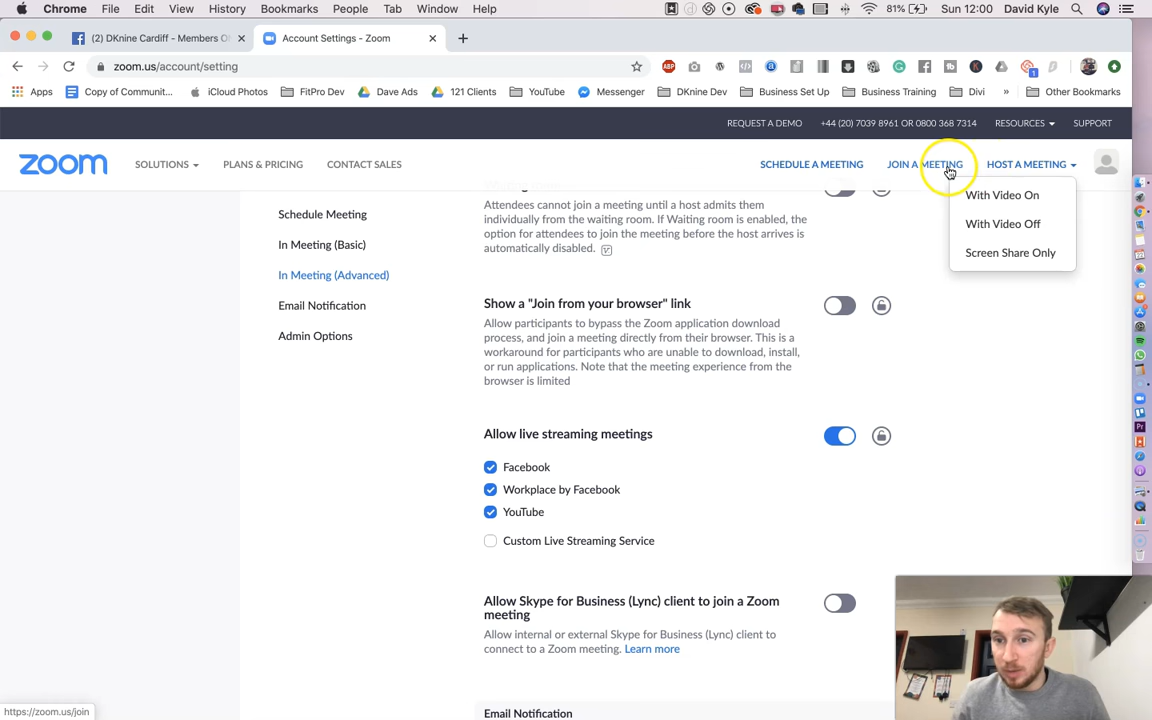 Chrome File Edit View History Bookmarks People Tab Window Help 81% Sun 12:00 David Kyle
(2) DKnine Cardiff - Members O
Account Settings - Zoom
zoom.us/account/setting
Apps Copy of Communit... iCloud Photos FitPro Dev Dave Ads 121 Clients YouTube Messenger DKnine Dev Business Set Up Business Training Divi » Other Bookmarks
REQUEST A DEMO +44 (20) 7039 8961 OR 0800 368 7314 RESOURCES SUPPORT
zoom SOLUTIONS PLANS & PRICING CONTACT SALES SCHEDULE A MEETING JOIN A MEETING HOST A MEETING
With Video On
With Video Off
Screen Share Only
Schedule Meeting
In Meeting (Basic)
In Meeting (Advanced)
Email Notification
Admin Options
Attendees cannot join a meeting until a host admits them
individually from the waiting room. If Waiting room is enabled, the
option for attendees to join the meeting before the host arrives is
automatically disabled.
Show a "Join from your browser" link
Allow participants to bypass the Zoom application download
process, and join a meeting directly from their browser. This is a
workaround for participants who are unable to download, install,
or run applications. Note that the meeting experience from the
browser is limited
Allow live streaming meetings
Facebook
Workplace by Facebook
YouTube
Custom Live Streaming Service
Allow Skype for Business (Lync) client to join a Zoom
meeting
Allow internal or external Skype for Business (Lync) client to
connect to a Zoom meeting. Learn more
Email Notification
https://zoom.us/join